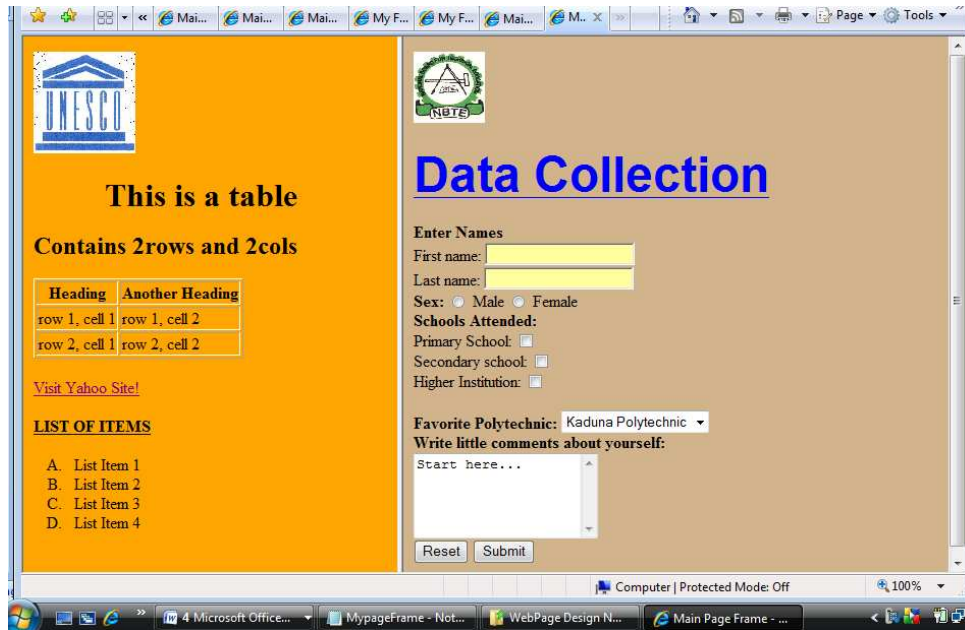 Mai...
Mai...
Mai...
My F...
My F...
Mai...
M..
Page
Tools
UNESCO
This is a table
Contains 2rows and 2cols
Heading Another Heading
row 1, cell 1 row 1, cell 2
row 2, cell 1 row 2, cell 2
Visit Yahoo Site!
LIST OF ITEMS
A. List Item 1
B. List Item 2
C. List Item 3
D. List Item 4
NBTE
Data Collection
Enter Names
First name:
Last name:
Sex: Male Female
Schools Attended:
Primary School:
Secondary school:
Higher Institution:
Favorite Polytechnic: Kaduna Polytechnic
Write little comments about yourself:
Start here...
Reset Submit
Computer | Protected Mode: Off
100%
4 Microsoft Office...
MypageFrame - Not...
WebPage Design N...
Main Page Frame - ...